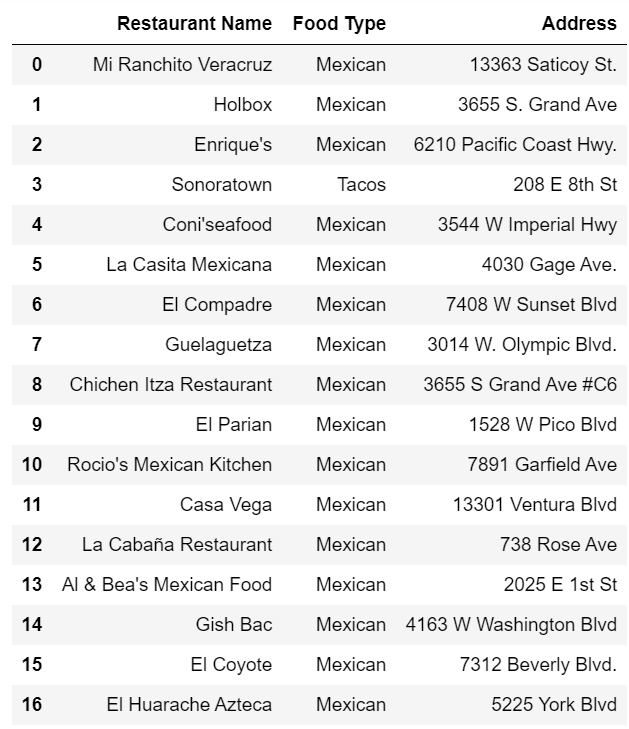 Restaurant Name Food Type Address
0 Mi Ranchito Veracruz Mexican 13363 Saticoy St.
1 Holbox Mexican 3655 S. Grand Ave
2 Enrique's Mexican 6210 Pacific Coast Hwy.
3 Sonoratown Tacos 208 E 8th St
4 Coni'seafood Mexican 3544 W Imperial Hwy
5 La Casita Mexicana Mexican 4030 Gage Ave.
6 El Compadre Mexican 7408 W Sunset Blvd
7 Guelaguetza Mexican 3014 W. Olympic Blvd.
8 Chichen Itza Restaurant Mexican 3655 S Grand Ave #C6
9 El Parian Mexican 1528 W Pico Blvd
10 Rocio's Mexican Kitchen Mexican 7891 Garfield Ave
11 Casa Vega Mexican 13301 Ventura Blvd
12 La Cabaña Restaurant Mexican 738 Rose Ave
13 Al & Bea's Mexican Food Mexican 2025 E 1st St
14 Gish Bac Mexican 4163 W Washington Blvd
15 El Coyote Mexican 7312 Beverly Blvd.
16 El Huarache Azteca Mexican 5225 York Blvd